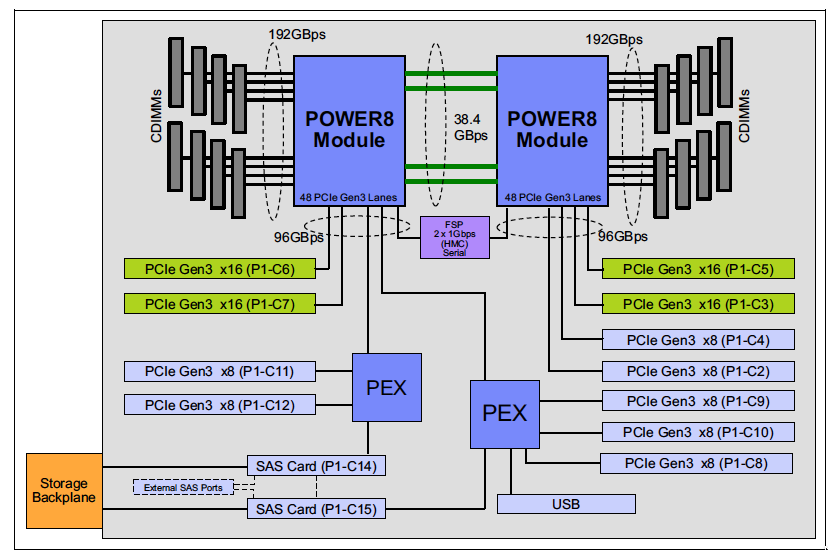 192GBps
192GBps
CDIMMs
POWER8
Module
48 PCIe Gen3 Lanes
38.4
GBps
POWER8
Module
48 PCIe Gen3 Lanes
CDIMMs
96GBps
FSP
2 x 1Gbps
(HMC)
Serial
96GBps
PCIe Gen3 x16 (P1-C6)
PCIe Gen3 x16 (P1-C5)
PCIe Gen3 x16 (P1-C7)
PCIe Gen3 x16 (P1-C3)
PCIe Gen3 x8 (P1-C4)
PCIe Gen3 x8 (P1-C11)
PEX
PCIe Gen3 x8 (P1-C2)
PCIe Gen3 x8 (P1-C12)
PEX
PCIe Gen3 x8 (P1-C9)
PCIe Gen3 x8 (P1-C10)
PCIe Gen3 x8 (P1-C8)
Storage
Backplane
SAS Card (P1-C14)
External SAS Ports
SAS Card (P1-C15)
USB